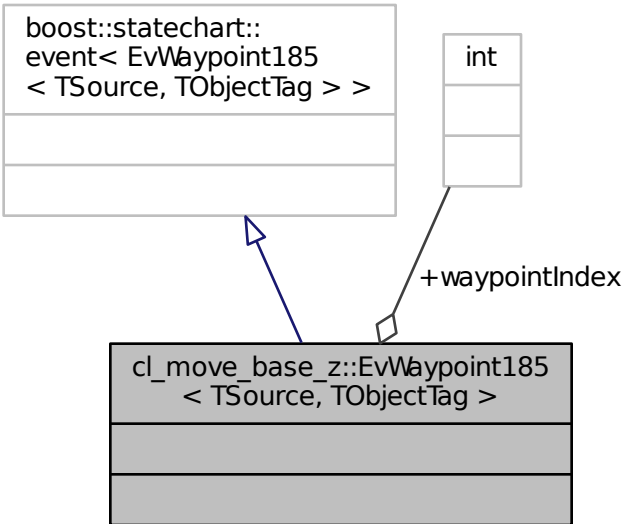 boost::statechart::
event< EvWaypoint185
< TSource, TObjectTag > >
int
+waypointIndex
cl_move_base_z::EvWaypoint185
< TSource, TObjectTag >